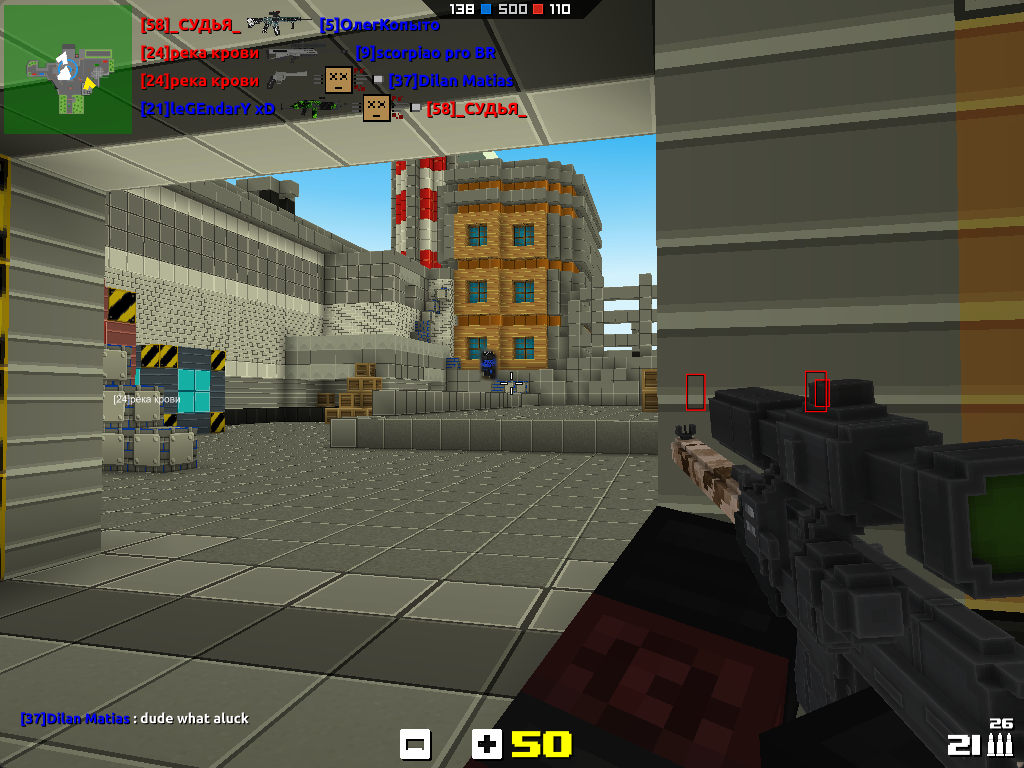 138 500 110
[58]_СУДЬЯ_ [5]ОлегКопыто
[24]река крови [9]scorpiao pro BR
[24]река крови [37]Dilan Matias
[21]leGEndarY xD [58]_СУДЬЯ_
[24]река крови
[37]Dilan Matias : dude what aluck
50
26
21